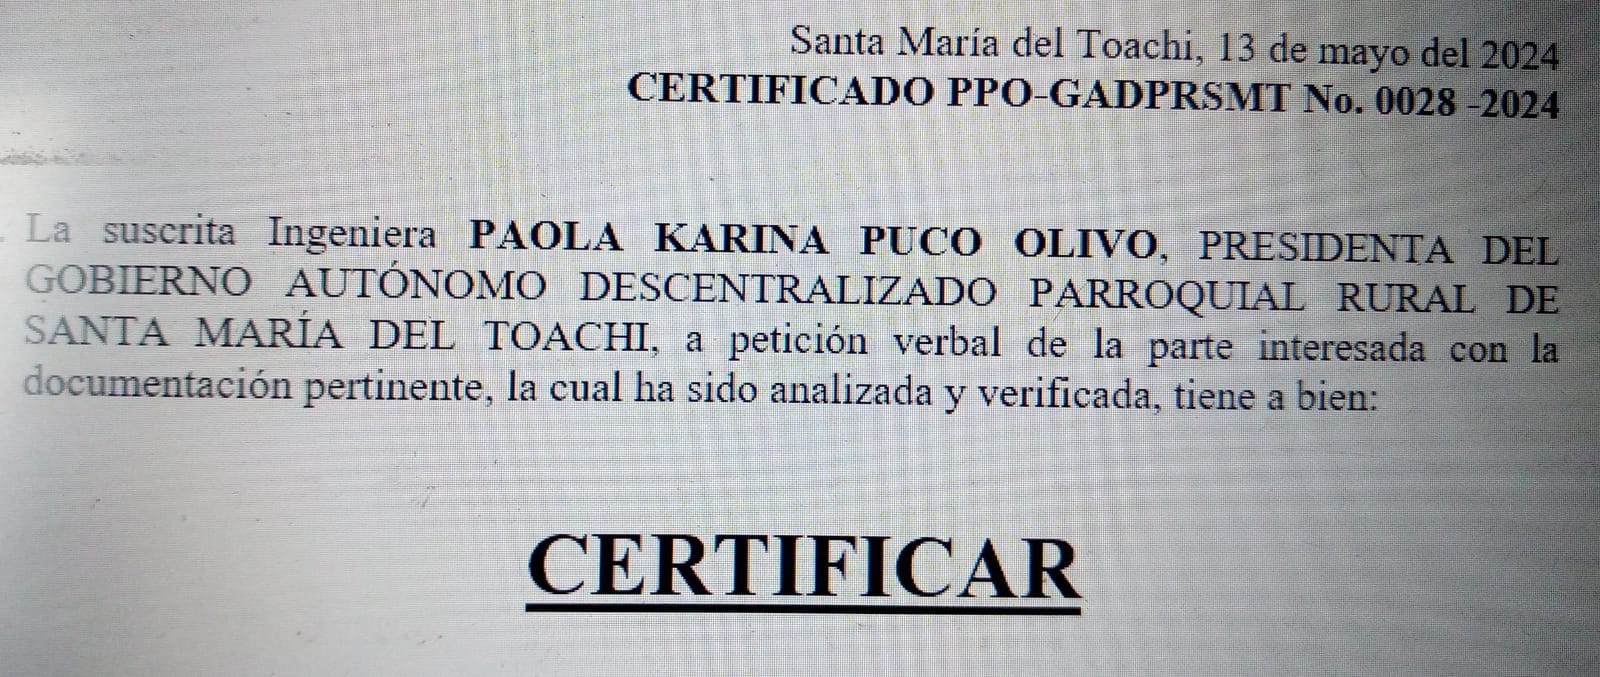 Santa María del Toachi, 13 de mayo del 2024
CERTIFICADO PPO-GADPRSMT No. 0028 -2024
La suscrita Ingeniera PAOLA KARINA PUCO OLIVO, PRESIDENTA DEL
GOBIERNO AUTÓNOMO DESCENTRALIZADO PARROQUIAL RURAL DE
SANTA MARÍA DEL TOACHI, a petición verbal de la parte interesada con la
documentación pertinente, la cual ha sido analizada y verificada, tiene a bien:
CERTIFICAR